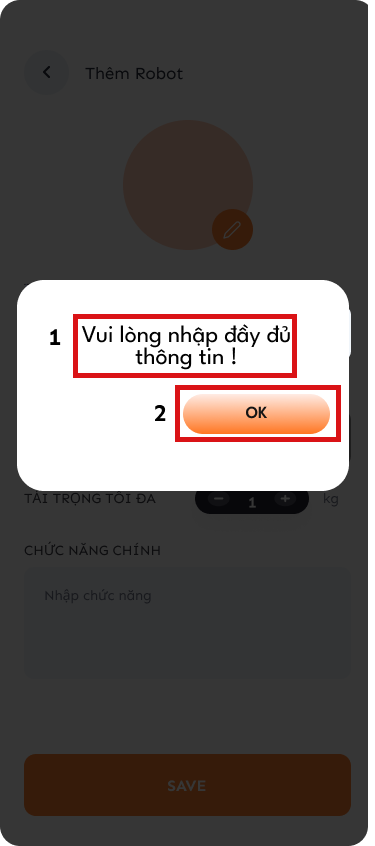 Thêm Robot
1
Vui lòng nhập đầy đủ
thông tin !
2
OK
TẢI TRỌNG TỐI ĐA
1
kg
CHỨC NĂNG CHÍNH
Nhập chức năng
SAVE